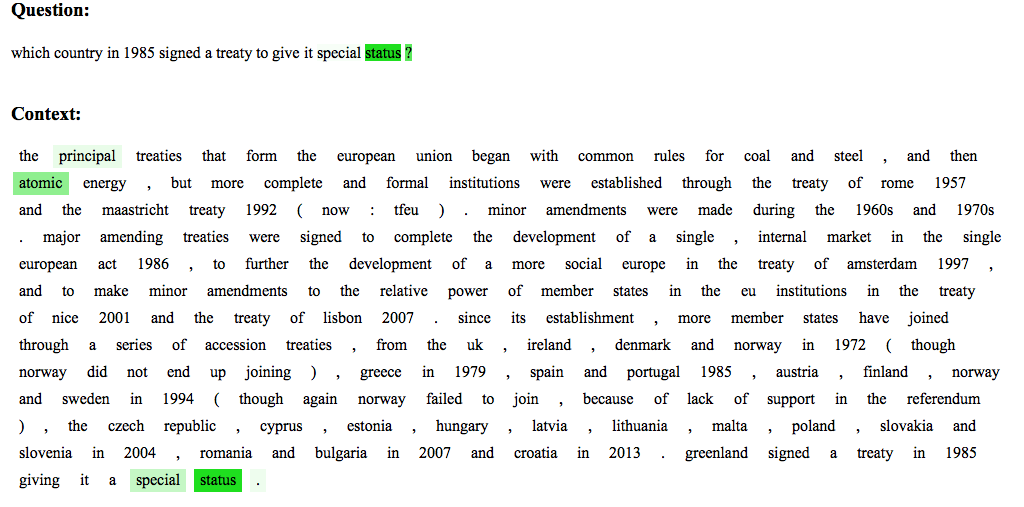 Question:
which country in 1985 signed a treaty to give it special status ?
Context:
the principal treaties that form the european union began with common rules for coal and steel , and then
atomic energy , but more complete and formal institutions were established through the treaty of rome 1957
and the maastricht treaty 1992 ( now : tfeu ) . minor amendments were made during the 1960s and 1970s
. major amending treaties were signed to complete the development of a single , internal market in the single
european act 1986 , to further the development of a more social europe in the treaty of amsterdam 1997 ,
and to make minor amendments to the relative power of member states in the eu institutions in the treaty
of nice 2001 and the treaty of lisbon 2007 . since its establishment , more member states have joined
through a series of accession treaties , from the uk , ireland , denmark and norway in 1972 ( though
norway did not end up joining ) , greece in 1979 , spain and portugal 1985 , austria , finland , norway
and sweden in 1994 ( though again norway failed to join , because of lack of support in the referendum
) , the czech republic , cyprus , estonia , hungary , latvia , lithuania , malta , poland , slovakia and
slovenia in 2004 , romania and bulgaria in 2007 and croatia in 2013 . greenland signed a treaty in 1985
giving it a special status .